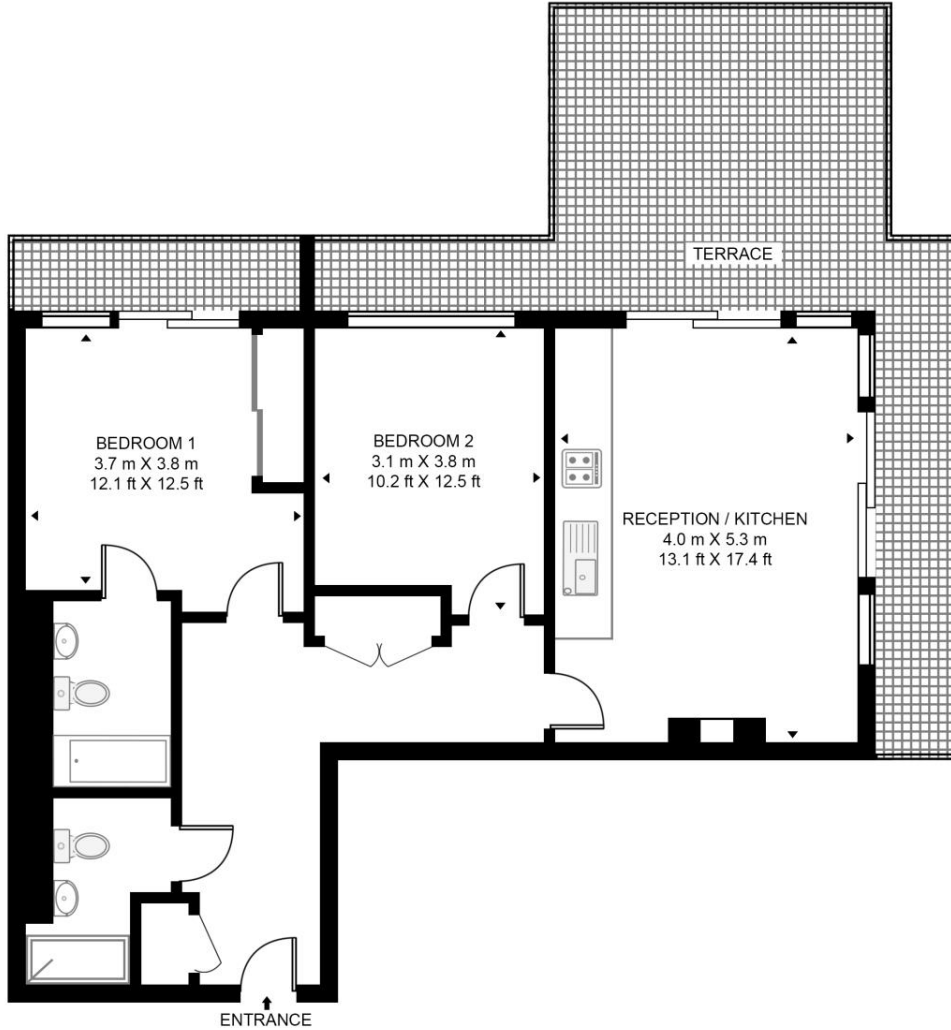 TERRACE
BEDROOM 1
3.7 m X 3.8 m
12.1 ft X 12.5 ft
BEDROOM 2
3.1 m X 3.8 m
10.2 ft X 12.5 ft
RECEPTION / KITCHEN
4.0 m X 5.3 m
13.1 ft X 17.4 ft
ENTRANCE